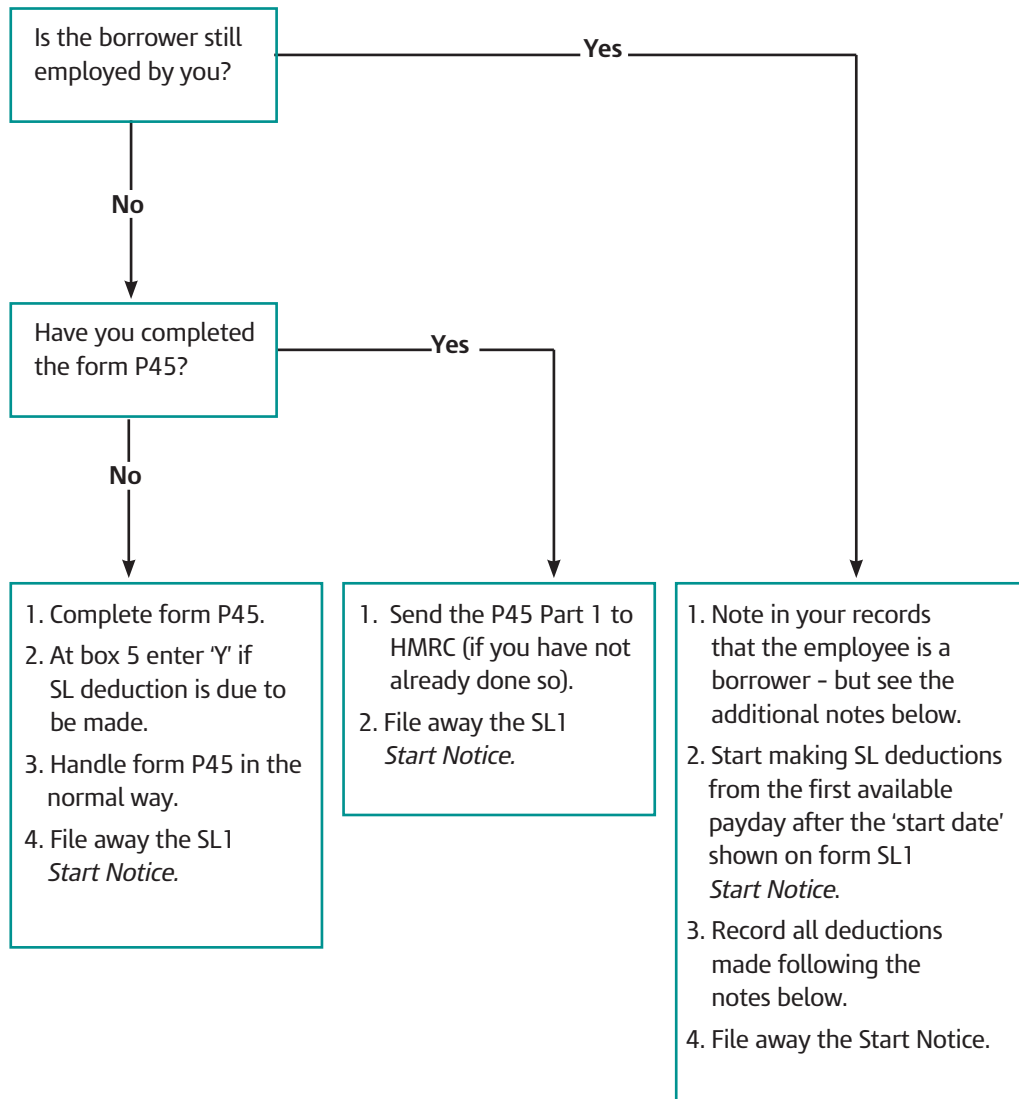 Is the borrower still
employed by you?
Yes
No
Have you completed
the form P45?
Yes
No
1. Complete form P45.
2. At box 5 enter ‘Y’ if
SL deduction is due to
be made.
3. Handle form P45 in the
normal way.
4. File away the SL1
Start Notice.
1. Send the P45 Part 1 to
HMRC (if you have not
already done so).
2. File away the SL1
Start Notice.
1. Note in your records
that the employee is a
borrower – but see the
additional notes below.
2. Start making SL deductions
from the first available
payday after the ‘start date’
shown on form SL1
Start Notice.
3. Record all deductions
made following the
notes below.
4. File away the Start Notice.